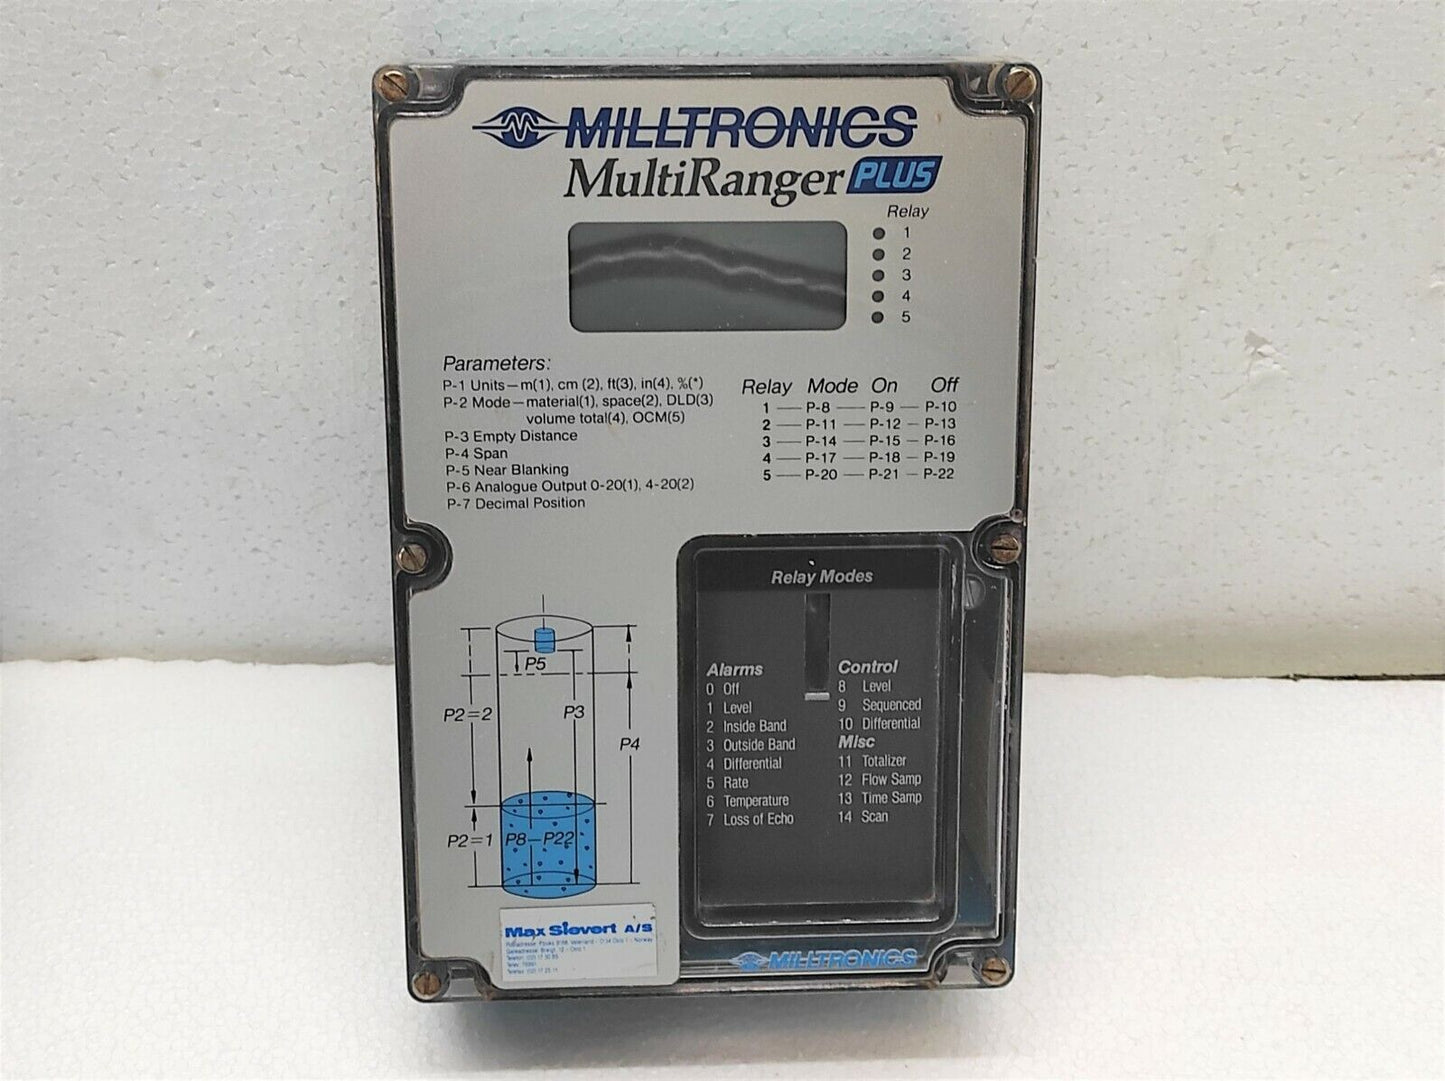 MILLTRONICS
MultiRanger PLUS
Relay
1
2
3
4
5
Parameters:
P-1 Units—m(1), cm (2), ft(3), in(4), %(*)
P-2 Mode—material(1), space(2), DLD(3)
volume total(4), OCM(5)
P-3 Empty Distance
P-4 Span
P-5 Near Blanking
P-6 Analogue Output 0-20(1), 4-20(2)
P-7 Decimal Position
Relay Mode On Off
1 — P-8 — P-9 — P-10
2 — P-11 — P-12 — P-13
3 — P-14 — P-15 — P-16
4 — P-17 — P-18 — P-19
5 — P-20 — P-21 — P-22
P5
P2=2
P3
P4
P2=1
P8—P22
Relay Modes
Alarms
0 Off
1 Level
2 Inside Band
3 Outside Band
4 Differential
5 Rate
6 Temperature
7 Loss of Echo
Control
8 Level
9 Sequenced
10 Differential
Misc
11 Totalizer
12 Flow Samp
13 Time Samp
14 Scan
Max Sievert A/S
MILLTRONICS